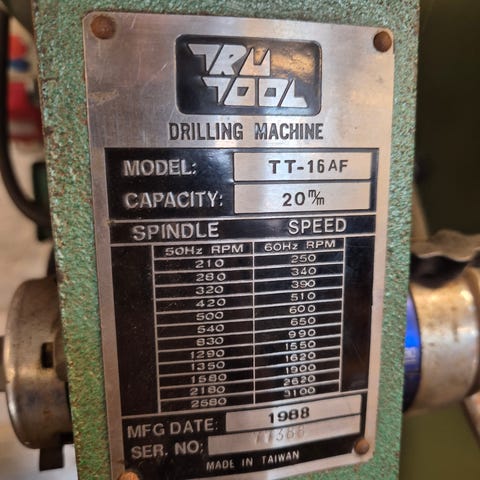 TRU
TOOL
DRILLING MACHINE
MODEL: TT-16AF
CAPACITY: 20 m/m
SPINDLE SPEED
50Hz RPM 60Hz RPM
210 250
280 340
320 390
420 510
500 600
540 650
830 990
1290 1550
1350 1620
1580 1900
2180 2620
2580 3100
MFG DATE: 1988
SER. NO:
MADE IN TAIWAN